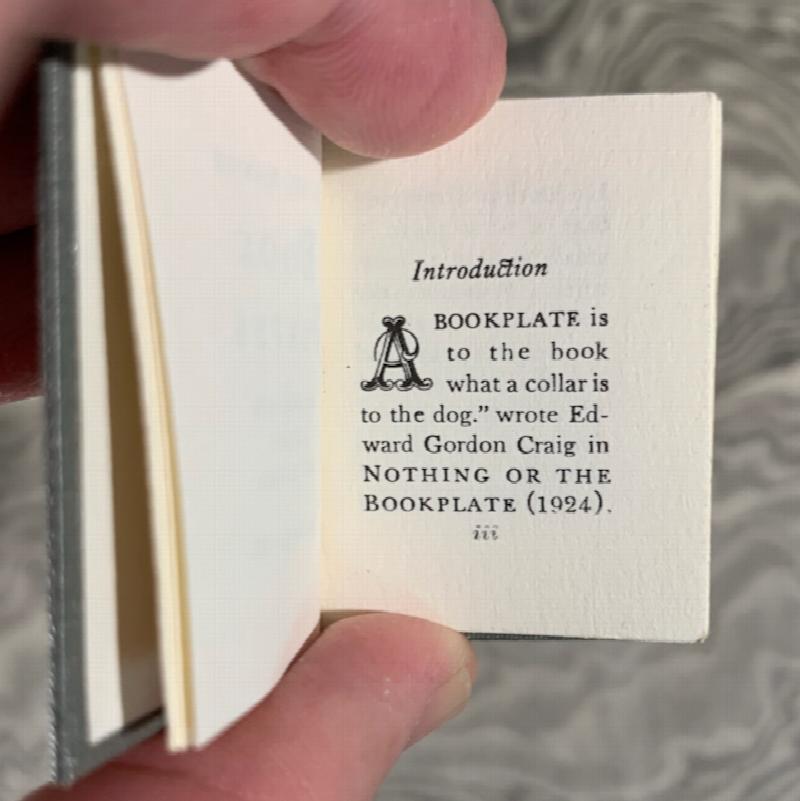 Introduction
A BOOKPLATE is
to the book
what a collar is
to the dog.” wrote Ed-
ward Gordon Craig in
NOTHING OR THE
BOOKPLATE (1924).
iii